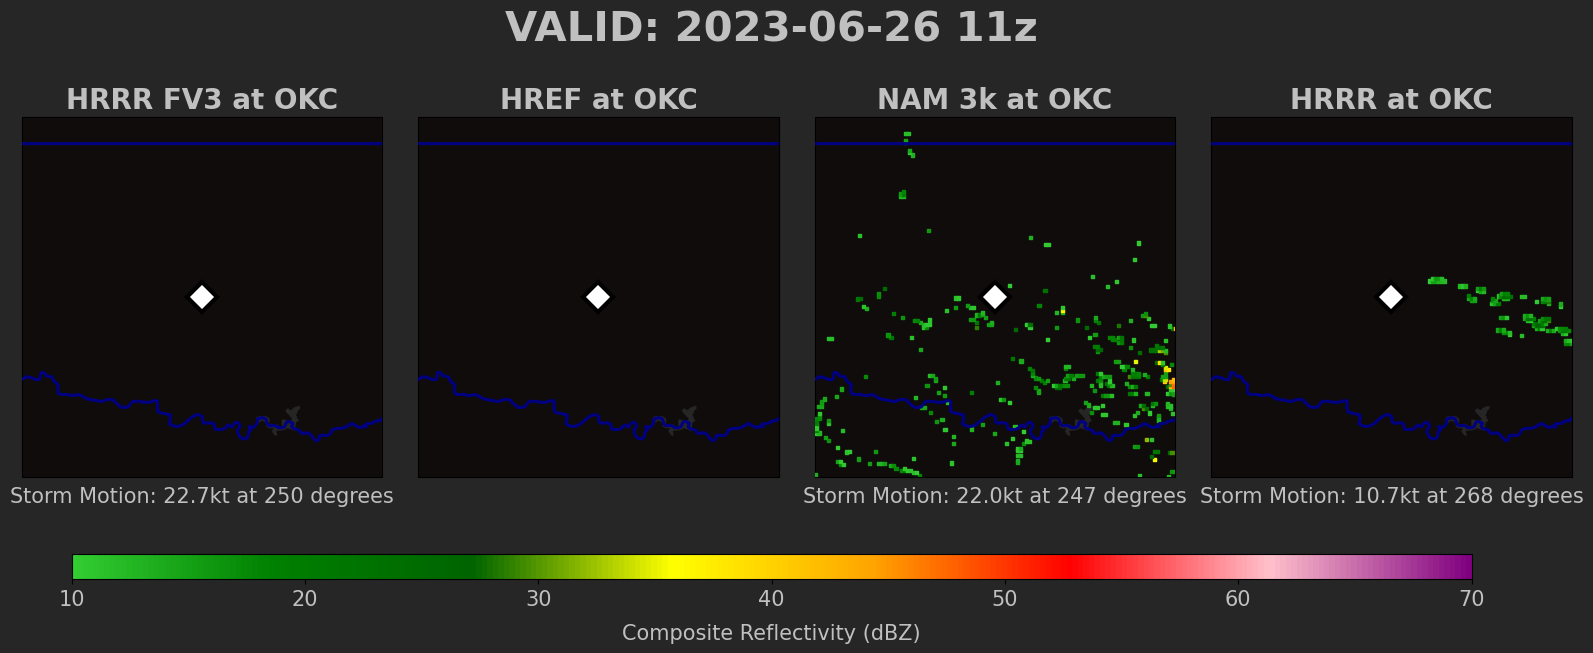 VALID: 2023-06-26 11z
HRRR FV3 at OKC
HREF at OKC
NAM 3k at OKC
HRRR at OKC
Storm Motion: 22.7kt at 250 degrees
Storm Motion: 22.0kt at 247 degrees
Storm Motion: 10.7kt at 268 degrees
10 20 30 40 50 60 70
Composite Reflectivity (dBZ)